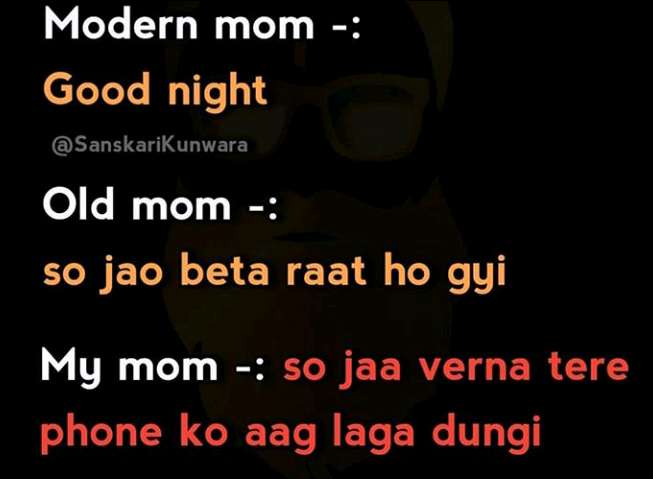 Modern mom -:
Good night
@SanskariKunwara
Old mom -:
so jao beta raat ho gyi
My mom -: so jaa verna tere
phone ko aag laga dungi